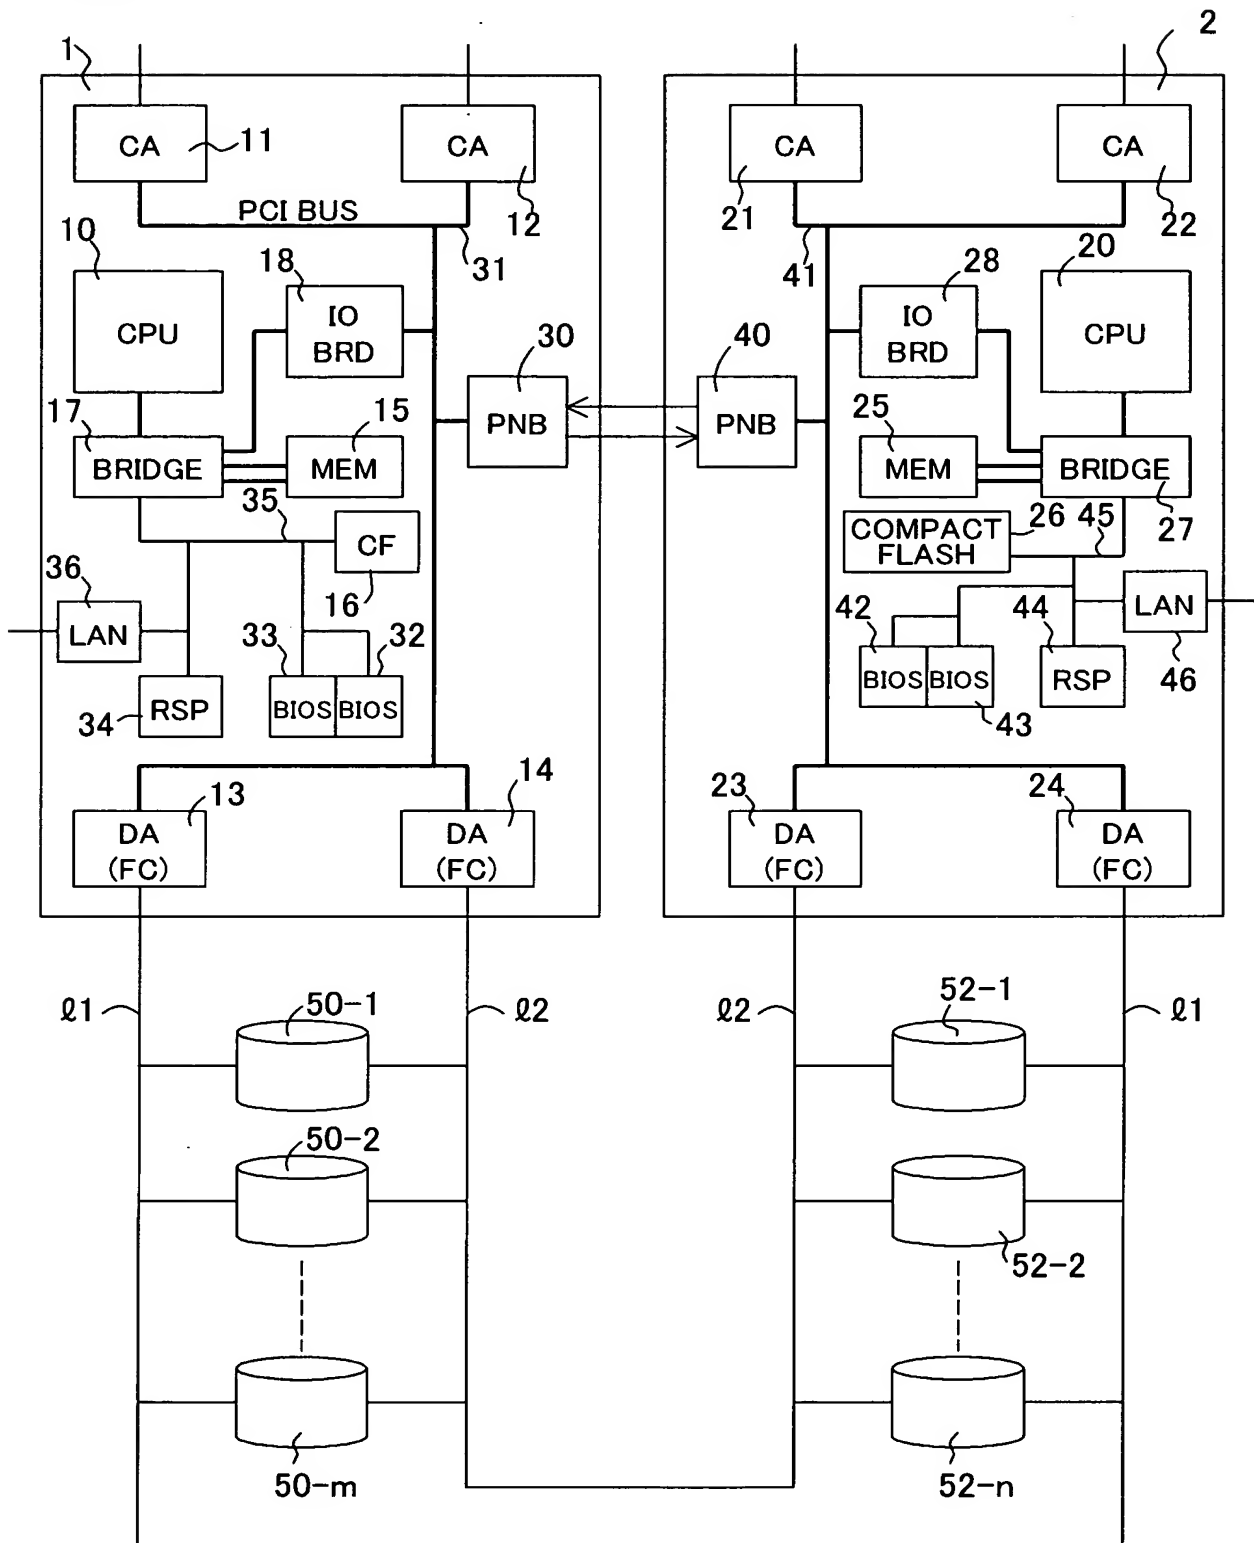 1
2
CA
11
CA
12
CA
21
CA
22
PCI BUS
31
41
10
CPU
18
IO
BRD
28
IO
BRD
20
CPU
30
PNB
40
PNB
17
BRIDGE
15
MEM
25
MEM
BRIDGE
27
35
CF
16
26
COMPACT
FLASH
45
36
LAN
LAN
46
33
32
34
RSP
BIOS
BIOS
42
BIOS
BIOS
43
44
RSP
13
DA
(FC)
14
DA
(FC)
23
DA
(FC)
24
DA
(FC)
ℓ1
50-1
ℓ2
ℓ2
52-1
ℓ1
50-2
52-2
50-m
52-n